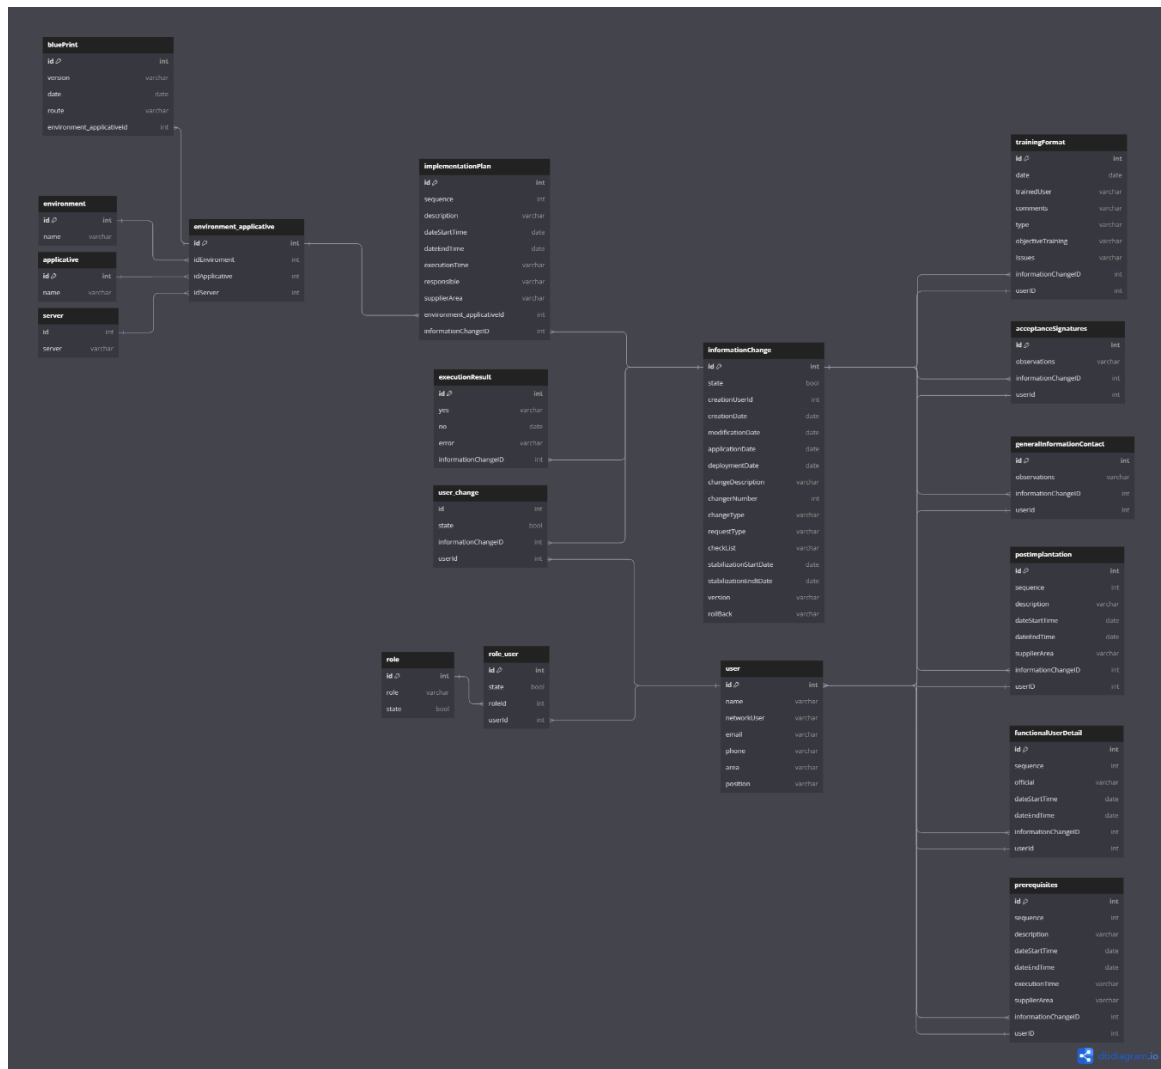 bluePrint
id int
version varchar
date date
route varchar
environment_applicativeId int
environment
id int
name varchar
applicative
id int
name varchar
server
id int
server varchar
environment_applicative
id int
idEnviroment int
idApplicative int
idServer int
implementationPlan
id int
sequence int
description varchar
dateStartTime date
dateEndTime date
executionTime varchar
responsible varchar
supplierArea varchar
environment_applicativeId int
informationChangeID int
executionResult
id int
yes varchar
no date
error varchar
informationChangeID int
user_change
id int
state bool
informationChangeID int
userId int
role
id int
role varchar
state bool
role_user
id int
state bool
roleId int
userId int
informationChange
id int
state bool
creationUserId int
creationDate date
modificationDate date
applicationDate date
deploymentDate date
changeDescription varchar
changerNumber int
changeType varchar
requestType varchar
checkList varchar
stabilizationStartDate date
stabilizationEndtDate date
version varchar
rollBack varchar
user
id int
name varchar
networkUser varchar
email varchar
phone varchar
area varchar
position varchar
trainingFormat
id int
date date
trainedUser varchar
comments varchar
type varchar
objectiveTraining varchar
issues varchar
informationChangeID int
userID int
acceptanceSignatures
id int
observations varchar
informationChangeID int
userId int
generalInformationContact
id int
observations varchar
informationChangeID int
userId int
postImplantation
id int
sequence int
description varchar
dateStartTime date
dateEndTime date
supplierArea varchar
informationChangeID int
userID int
functionalUserDetail
id int
sequence int
official varchar
dateStartTime date
dateEndTime date
informationChangeID int
userId int
prerequisites
id int
sequence int
description varchar
dateStartTime date
dateEndTime date
executionTime varchar
supplierArea varchar
informationChangeID int
userID int
dbdiagram.io